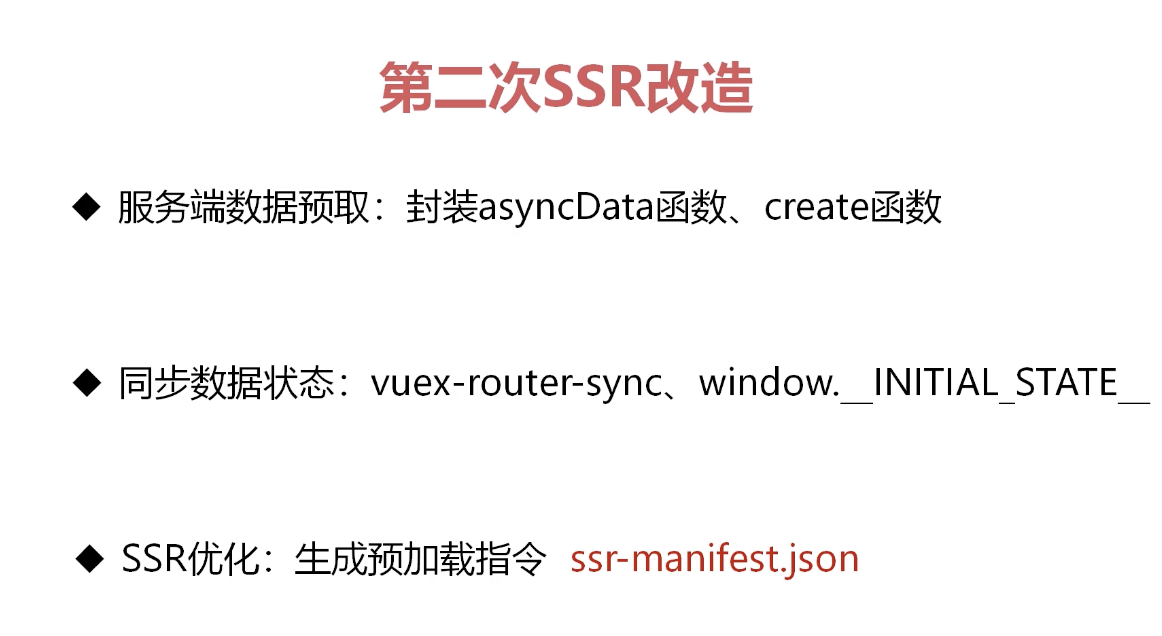 第二次SSR改造
◆ 服务端数据预取：封装asyncData函数、create函数
◆ 同步数据状态：vuex-router-sync、window.__INITIAL_STATE__
◆ SSR优化：生成预加载指令 ssr-manifest.json